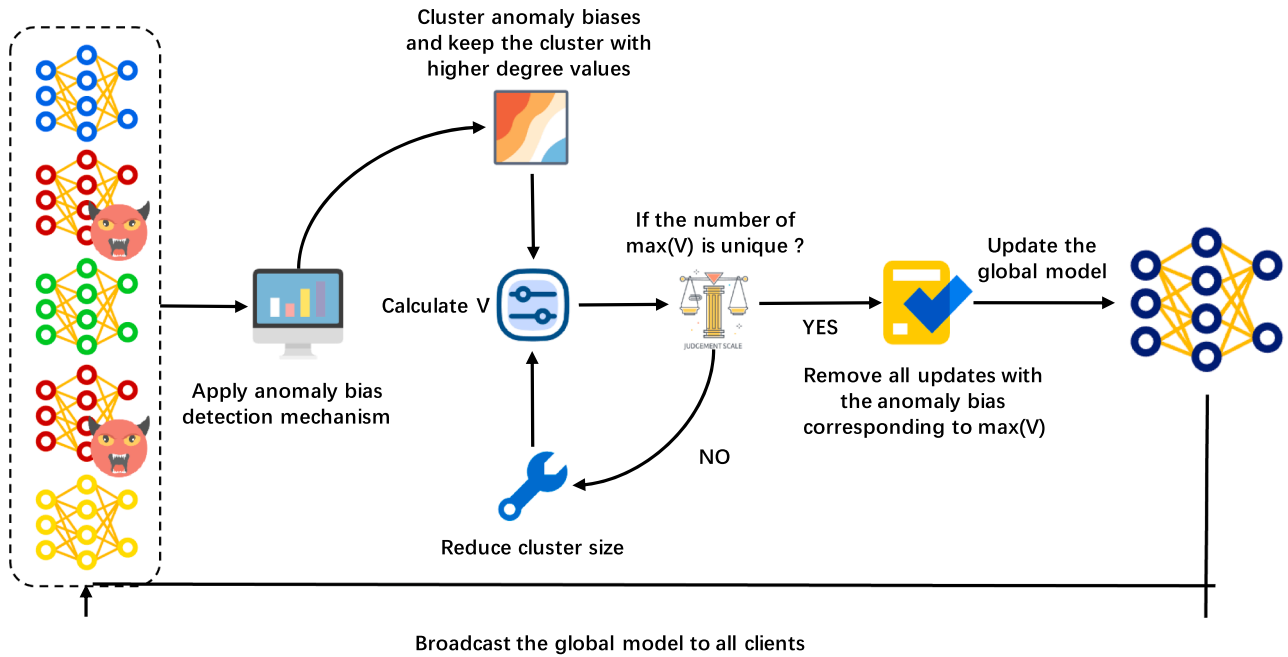 Cluster anomaly biases
and keep the cluster with
higher degree values
If the number of
max(V) is unique ?
Update the
global model
Calculate V
JUDGEMENT SCALE
YES
Apply anomaly bias
detection mechanism
Remove all updates with
the anomaly bias
corresponding to max(V)
NO
Reduce cluster size
Broadcast the global model to all clients